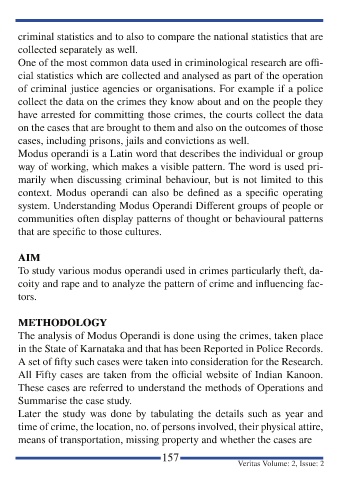 criminal statistics and to also to compare the national statistics that are
collected separately as well.
One of the most common data used in criminological research are offi-
cial statistics which are collected and analysed as part of the operation
of criminal justice agencies or organisations. For example if a police
collect the data on the crimes they know about and on the people they
have arrested for committing those crimes, the courts collect the data
on the cases that are brought to them and also on the outcomes of those
cases, including prisons, jails and convictions as well.
Modus operandi is a Latin word that describes the individual or group
way of working, which makes a visible pattern. The word is used pri-
marily when discussing criminal behaviour, but is not limited to this
context. Modus operandi can also be defined as a specific operating
system. Understanding Modus Operandi Different groups of people or
communities often display patterns of thought or behavioural patterns
that are specific to those cultures.
AIM
To study various modus operandi used in crimes particularly theft, da-
coity and rape and to analyze the pattern of crime and influencing fac-
tors.
METHODOLOGY
The analysis of Modus Operandi is done using the crimes, taken place
in the State of Karnataka and that has been Reported in Police Records.
A set of fifty such cases were taken into consideration for the Research.
All Fifty cases are taken from the official website of Indian Kanoon.
These cases are referred to understand the methods of Operations and
Summarise the case study.
Later the study was done by tabulating the details such as year and
time of crime, the location, no. of persons involved, their physical attire,
means of transportation, missing property and whether the cases are
157
Veritas Volume: 2, Issue: 2